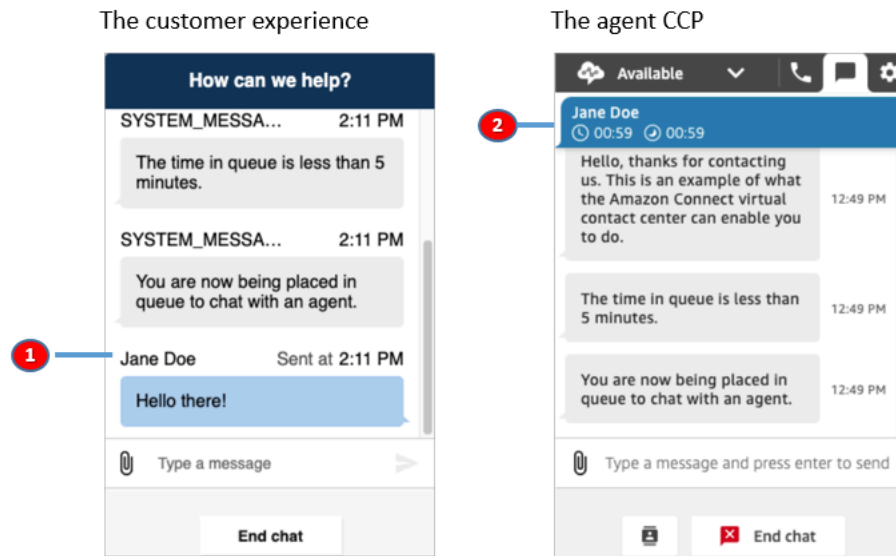 The customer experience
How can we help?
SYSTEM_MESSA... 2:11 PM
The time in queue is less than 5
minutes.
SYSTEM_MESSA... 2:11 PM
You are now being placed in
queue to chat with an agent.
1
Jane Doe Sent at 2:11 PM
Hello there!
Type a message
End chat
The agent CCP
Available
2
Jane Doe
00:59 00:59
Hello, thanks for contacting
us. This is an example of what
the Amazon Connect virtual
contact center can enable you
to do.
12:49 PM
The time in queue is less than
5 minutes.
12:49 PM
You are now being placed in
queue to chat with an agent.
12:49 PM
Type a message and press enter to send
End chat